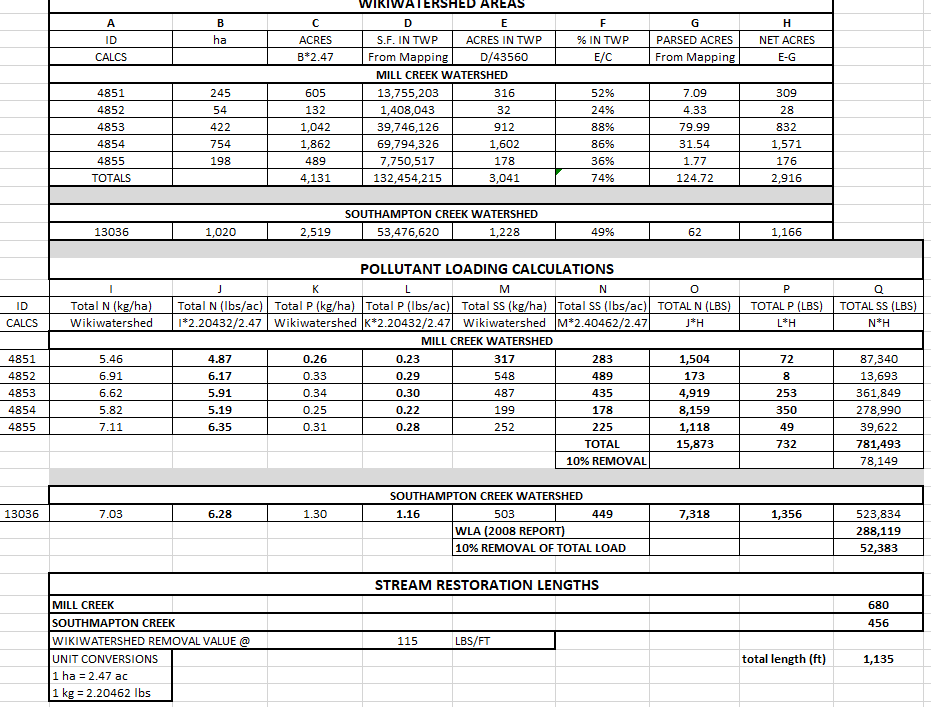 WIKIWATERSHED AREAS
A B C D E F G H
ID ha ACRES S.F. IN TWP ACRES IN TWP % IN TWP PARSED ACRES NET ACRES
CALCS B*2.47 From Mapping D/43560 E/C From Mapping E-G
MILL CREEK WATERSHED
4851 245 605 13,755,203 316 52% 7.09 309
4852 54 132 1,408,043 32 24% 4.33 28
4853 422 1,042 39,746,126 912 88% 79.99 832
4854 754 1,862 69,794,326 1,602 86% 31.54 1,571
4855 198 489 7,750,517 178 36% 1.77 176
TOTALS 4,131 132,454,215 3,041 74% 124.72 2,916
SOUTHAMPTON CREEK WATERSHED
13036 1,020 2,519 53,476,620 1,228 49% 62 1,166
POLLUTANT LOADING CALCULATIONS
I J K L M N O P Q
ID Total N (kg/ha) Total N (lbs/ac) Total P (kg/ha) Total P (lbs/ac) Total SS (kg/ha) Total SS (lbs/ac) TOTAL N (LBS) TOTAL P (LBS) TOTAL SS (LBS)
CALCS Wikiwatershed I*2.20432/2.47 Wikiwatershed K*2.20432/2.47 Wikiwatershed M*2.40462/2.47 J*H L*H N*H
MILL CREEK WATERSHED
4851 5.46 4.87 0.26 0.23 317 283 1,504 72 87,340
4852 6.91 6.17 0.33 0.29 548 489 173 8 13,693
4853 6.62 5.91 0.34 0.30 487 435 4,919 253 361,849
4854 5.82 5.19 0.25 0.22 199 178 8,159 350 278,990
4855 7.11 6.35 0.31 0.28 252 225 1,118 49 39,622
TOTAL 15,873 732 781,493
10% REMOVAL 78,149
SOUTHAMPTON CREEK WATERSHED
13036 7.03 6.28 1.30 1.16 503 449 7,318 1,356 523,834
WLA (2008 REPORT) 288,119
10% REMOVAL OF TOTAL LOAD 52,383
STREAM RESTORATION LENGTHS
MILL CREEK 680
SOUTHMAPTON CREEK 456
WIKIWATERSHED REMOVAL VALUE @ 115 LBS/FT
UNIT CONVERSIONS total length (ft) 1,135
1 ha = 2.47 ac
1 kg = 2.20462 lbs